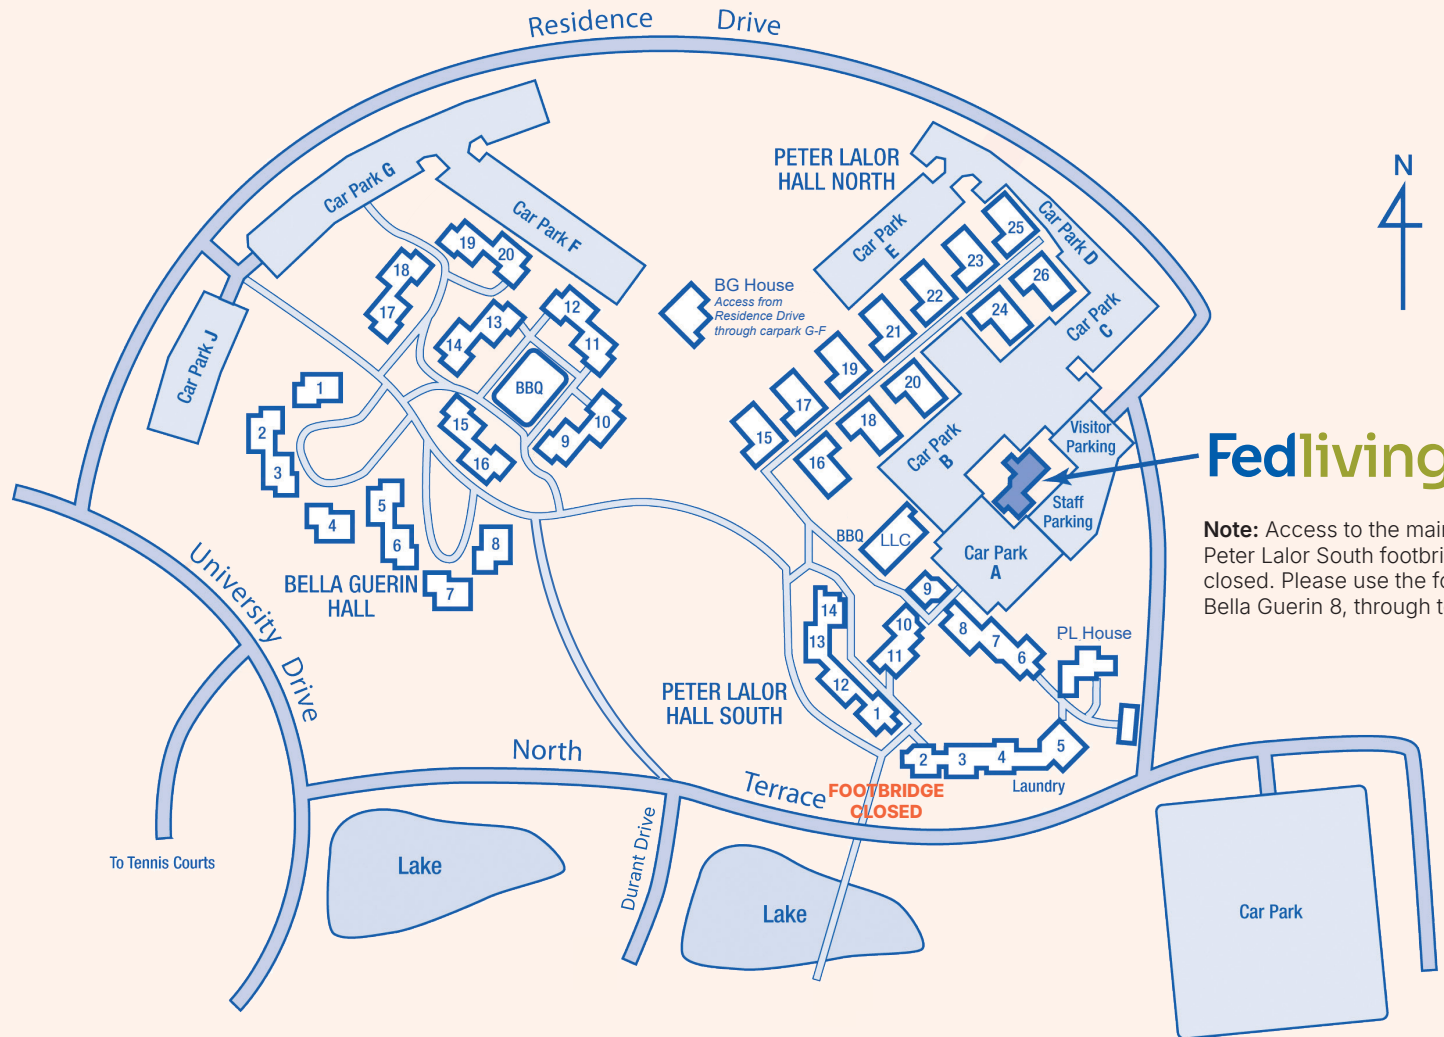 Residence Drive
N
PETER LALOR
HALL NORTH
Car Park G
Car Park F
Car Park
E
Car Park D
Car Park
C
Car Park J
25
23
26
22
24
21
19
20
17
18
15
16
19
20
18
17
13
14
12
11
BBQ
1
2
3
15
16
10
9
4
5
6
8
7
BG House
Access from
Residence Drive
through carpark G-F
Car Park
B
Visitor
Parking
Staff
Parking
Fedliving
Note: Access to the mai
Peter Lalor South footbri
closed. Please use the fo
Bella Guerin 8, through t
BBQ
LLC
Car Park
A
BELLA GUERIN
HALL
University Drive
9
14
10
8
13
7
11
6
12
1
PL House
PETER LALOR
HALL SOUTH
2
3
4
5
Laundry
North Terrace
FOOTBRIDGE
CLOSED
Durant Drive
To Tennis Courts
Lake
Lake
Car Park